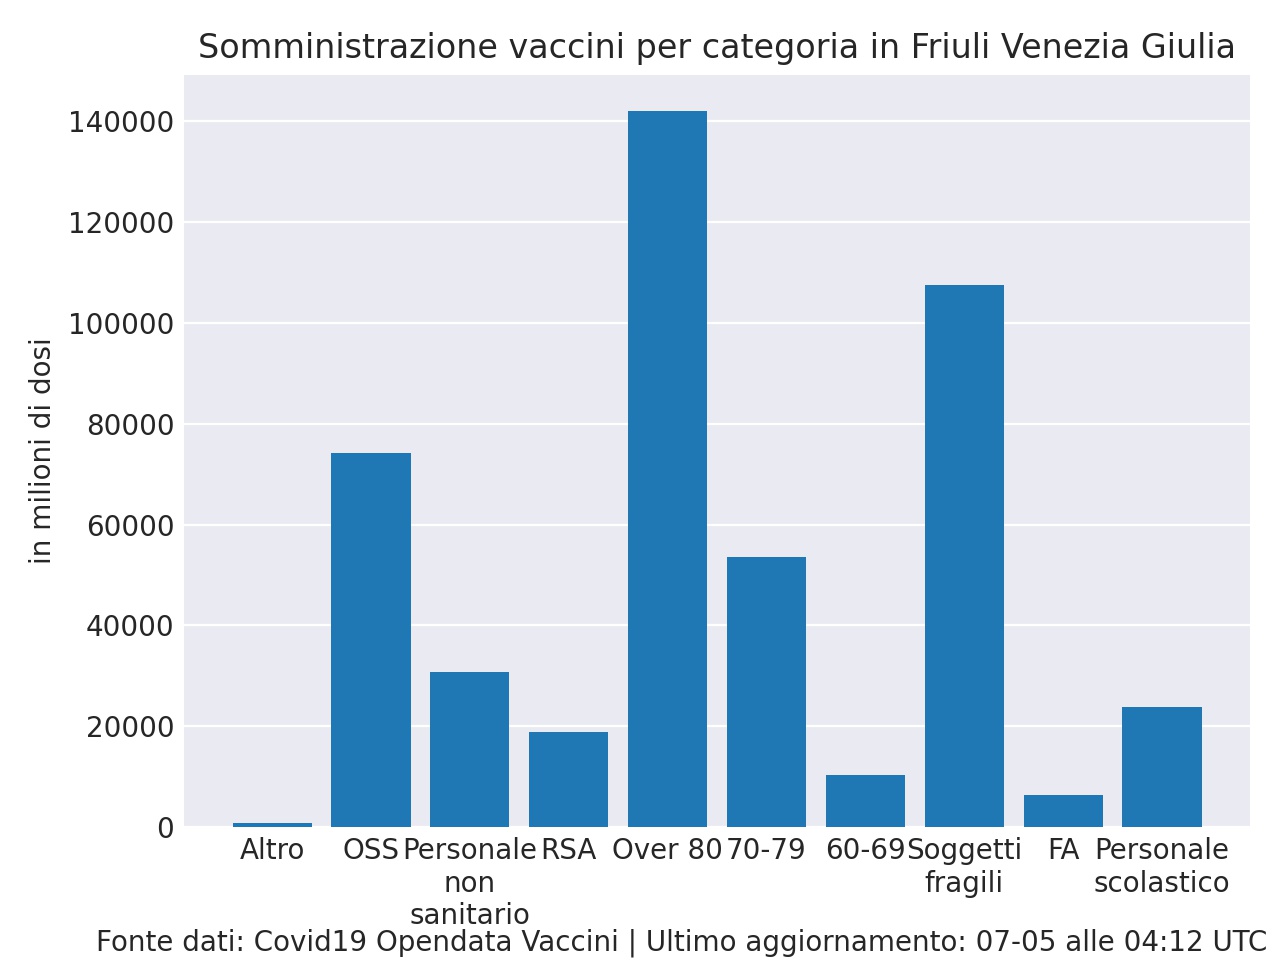 Somministrazione vaccini per categoria in Friuli Venezia Giulia
in milioni di dosi
140000
120000
100000
80000
60000
40000
20000
0
Altro
OSS
Personale
non
sanitario
RSA
Over 80
70-79
60-69
Soggetti
fragili
FA
Personale
scolastico
Fonte dati: Covid19 Opendata Vaccini | Ultimo aggiornamento: 07-05 alle 04:12 UTC